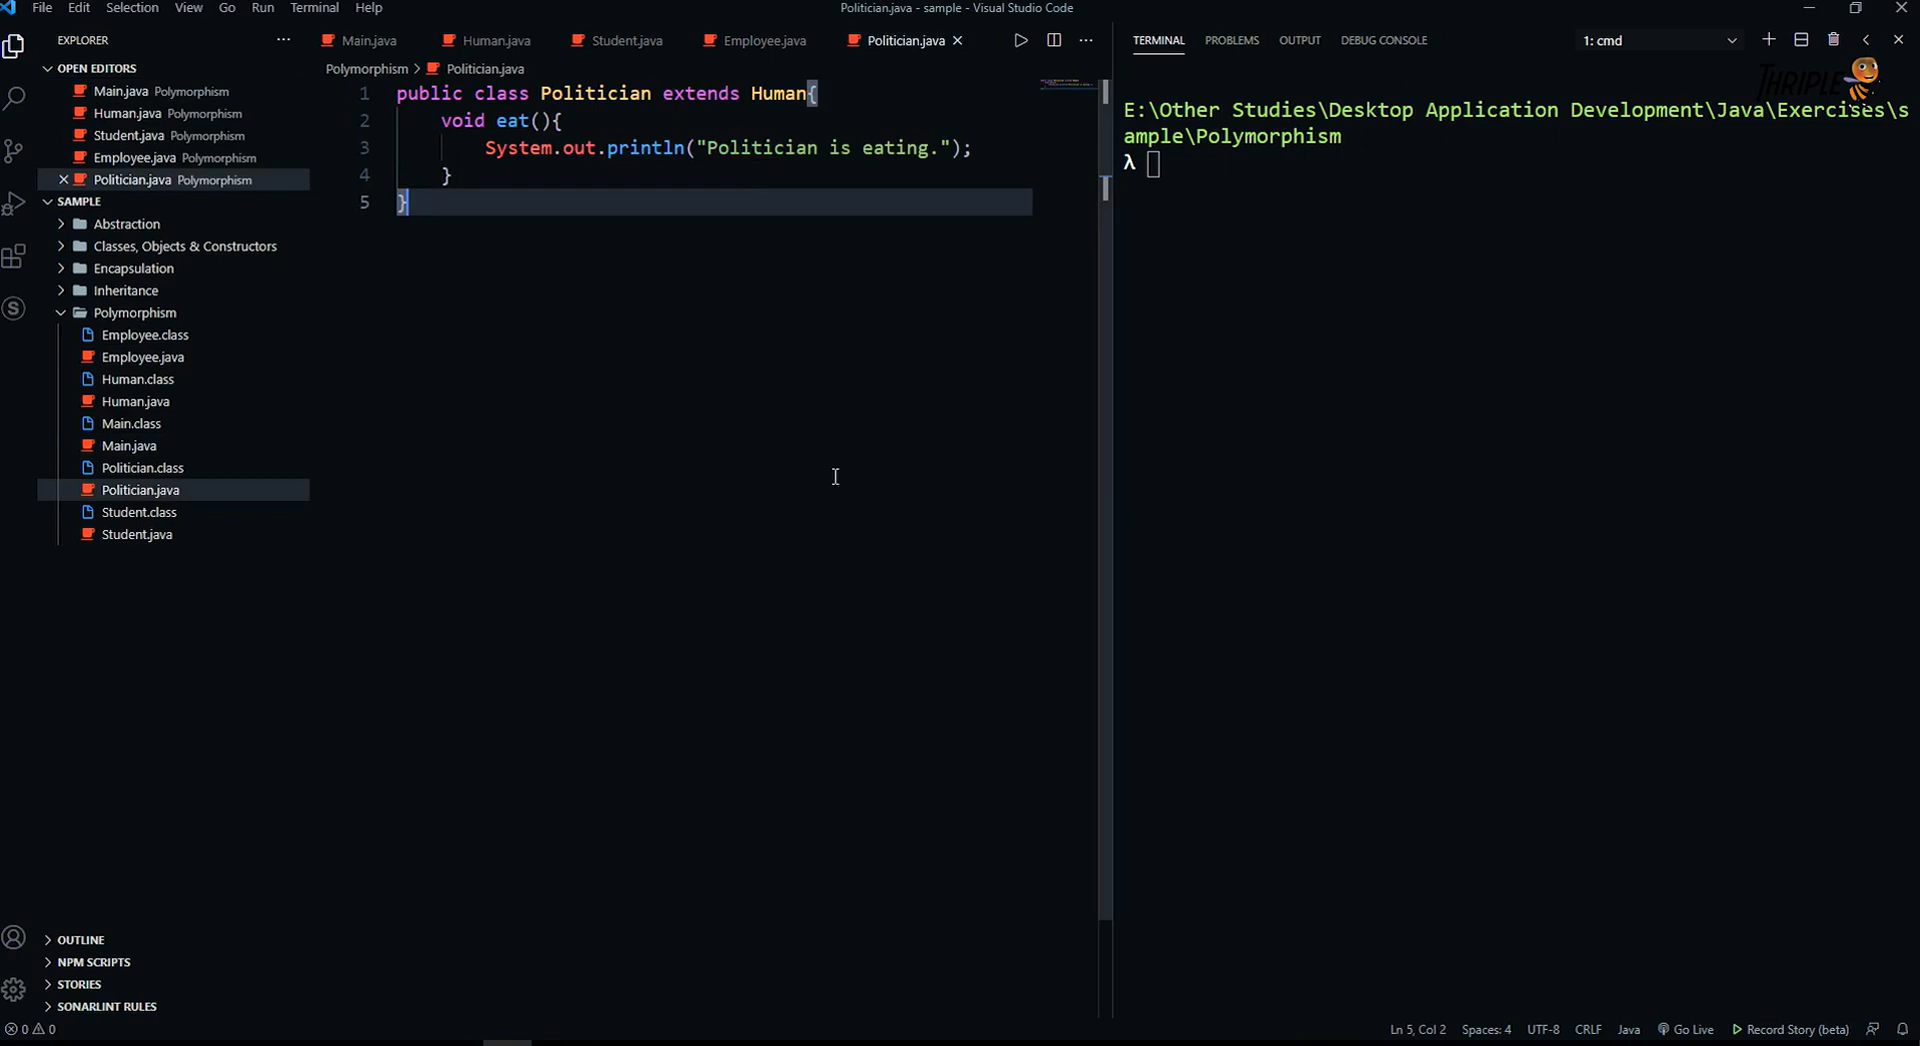 File Edit Selection View Go Run Terminal Help
Politician.java - sample - Visual Studio Code
EXPLORER
OPEN EDITORS
Main.java Polymorphism
Human.java Polymorphism
Student.java Polymorphism
Employee.java Polymorphism
Politician.java Polymorphism
SAMPLE
Abstraction
Classes, Objects & Constructors
Encapsulation
Inheritance
Polymorphism
Employee.class
Employee.java
Human.class
Human.java
Main.class
Main.java
Politician.class
Politician.java
Student.class
Student.java
OUTLINE
NPM SCRIPTS
STORIES
SONARLINT RULES
Main.java Human.java Student.java Employee.java Politician.java
Polymorphism > Politician.java
1 public class Politician extends Human{
2 void eat(){
3 System.out.println("Politician is eating.");
4 }
5 }
TERMINAL PROBLEMS OUTPUT DEBUG CONSOLE 1: cmd
THRIPLE
E:\Other Studies\Desktop Application Development\Java\Exercises\s
ample\Polymorphism
λ
0 0
Ln 5, Col 2 Spaces: 4 UTF-8 CRLF Java Go Live Record Story (beta)